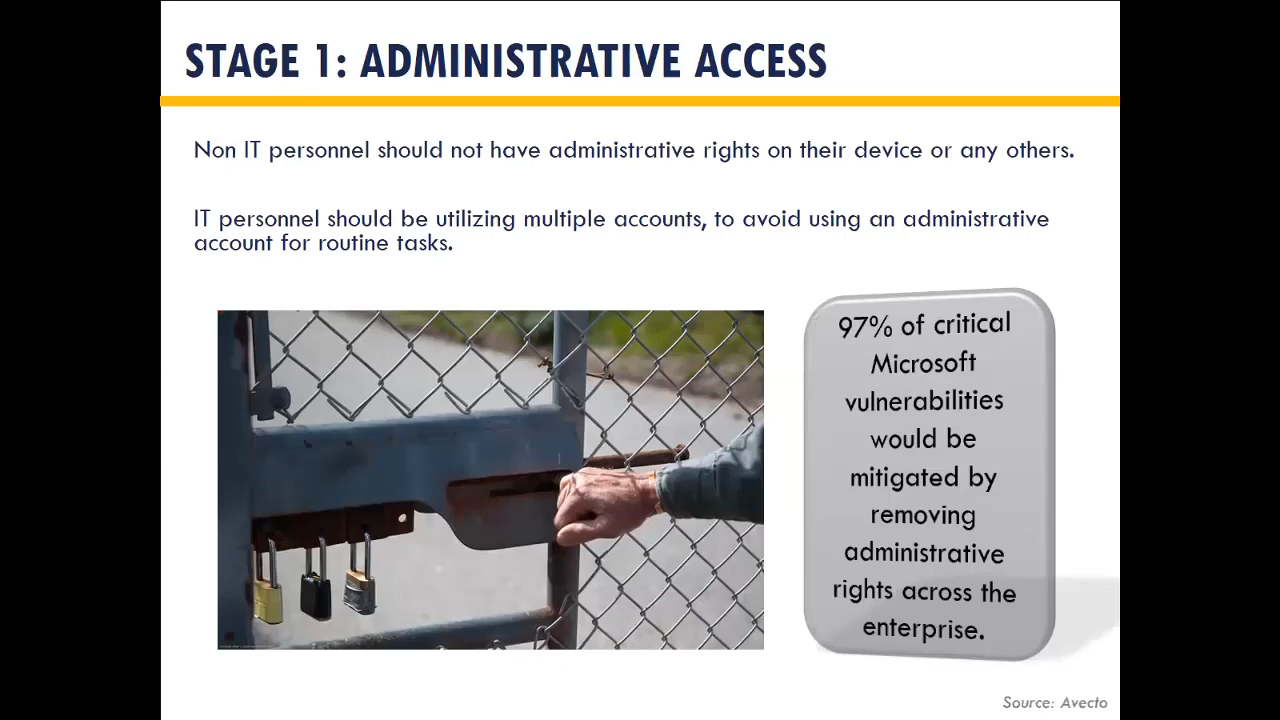 STAGE 1: ADMINISTRATIVE ACCESS
Non IT personnel should not have administrative rights on their device or any others.
IT personnel should be utilizing multiple accounts, to avoid using an administrative
account for routine tasks.
97% of critical
Microsoft
vulnerabilities
would be
mitigated by
removing
administrative
rights across the
enterprise.
Source: Avecto